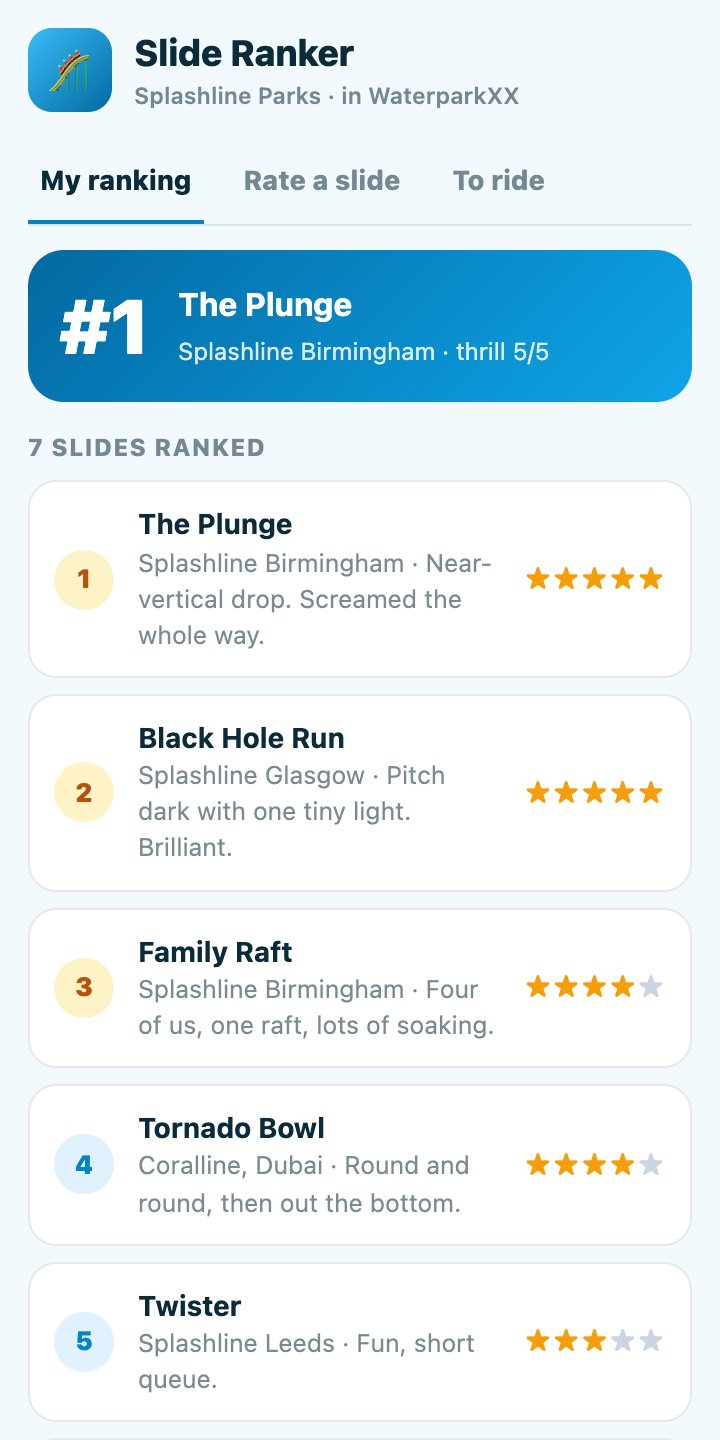 Slide Ranker
Splashline Parks · in WaterparkXX
My ranking
Rate a slide
To ride
#1
The Plunge
Splashline Birmingham · thrill 5/5
7 SLIDES RANKED
1
The Plunge
Splashline Birmingham · Near-
vertical drop. Screamed the
whole way.
2
Black Hole Run
Splashline Glasgow · Pitch
dark with one tiny light.
Brilliant.
3
Family Raft
Splashline Birmingham · Four
of us, one raft, lots of soaking.
4
Tornado Bowl
Coralline, Dubai · Round and
round, then out the bottom.
5
Twister
Splashline Leeds · Fun, short
queue.